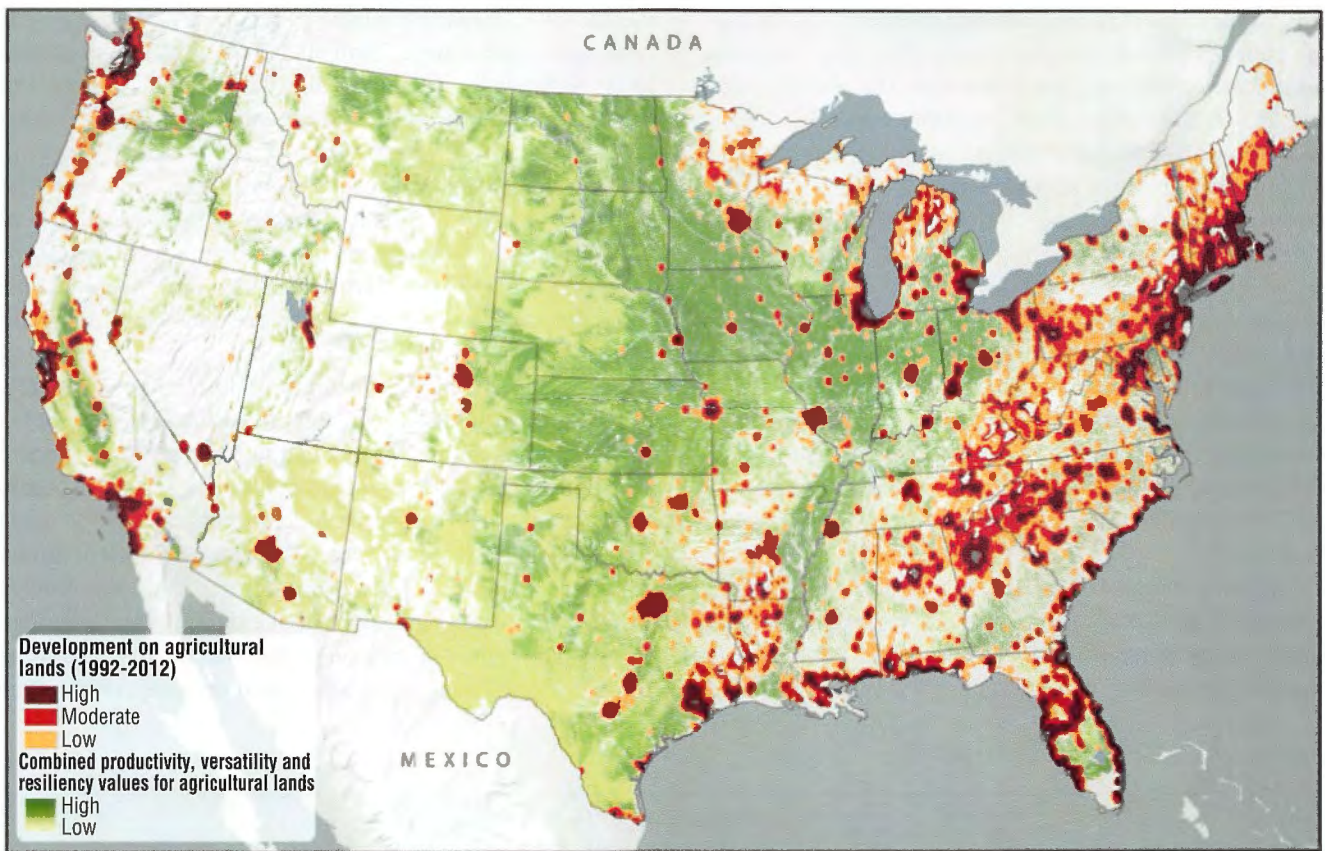 CANADA
MEXICO
Development on agricultural
lands (1992-2012)
High
Moderate
Low
Combined productivity, versatility and
resiliency values for agricultural lands
High
Low